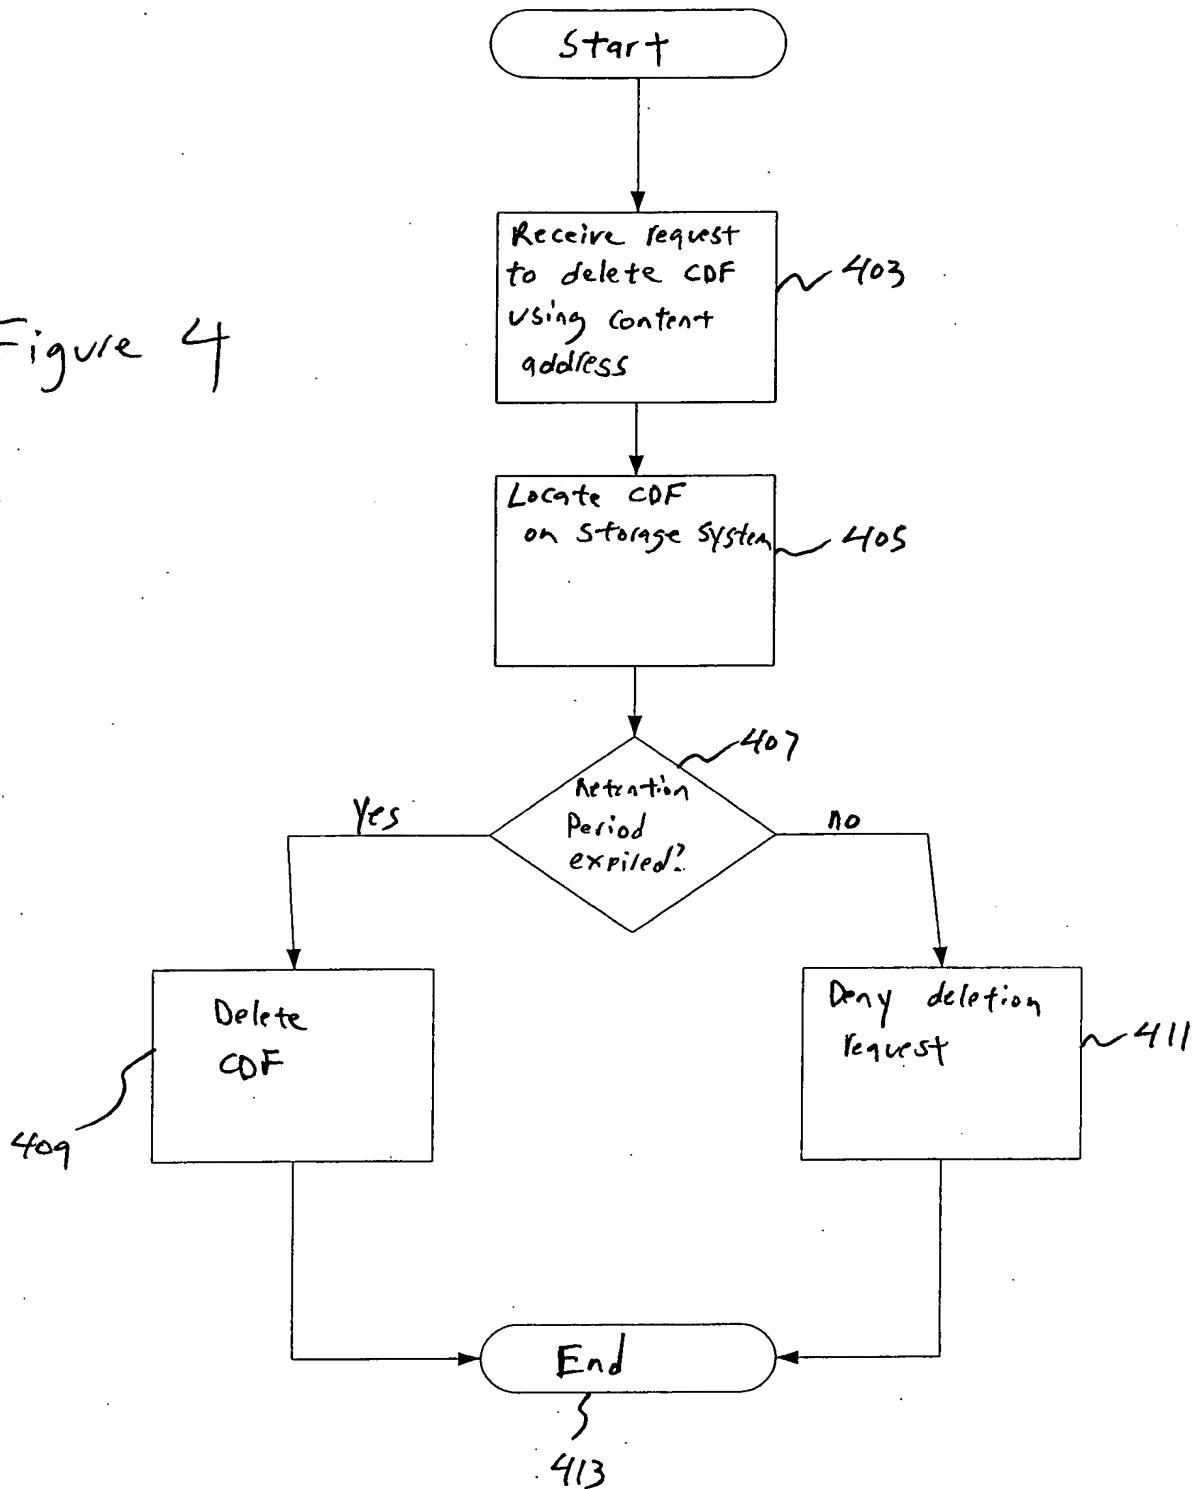 Start
Receive request
to delete CDF
using content
address
403
Figure 4
Locate CDF
on storage system
405
407
Retention
Period
expired?
Yes
no
Delete
CDF
409
Deny deletion
request
411
End
413